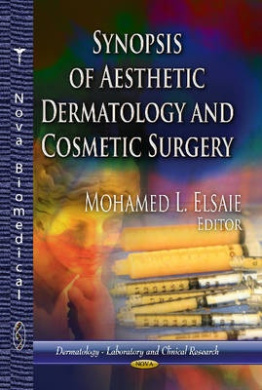 SYNOPSIS
OF AESTHETIC
DERMATOLOGY AND
COSMETIC SURGERY
MOHAMED L. ELSAIE
EDITOR
Nova Biomedical
Dermatology - Laboratory and Clinical Research
NOVA